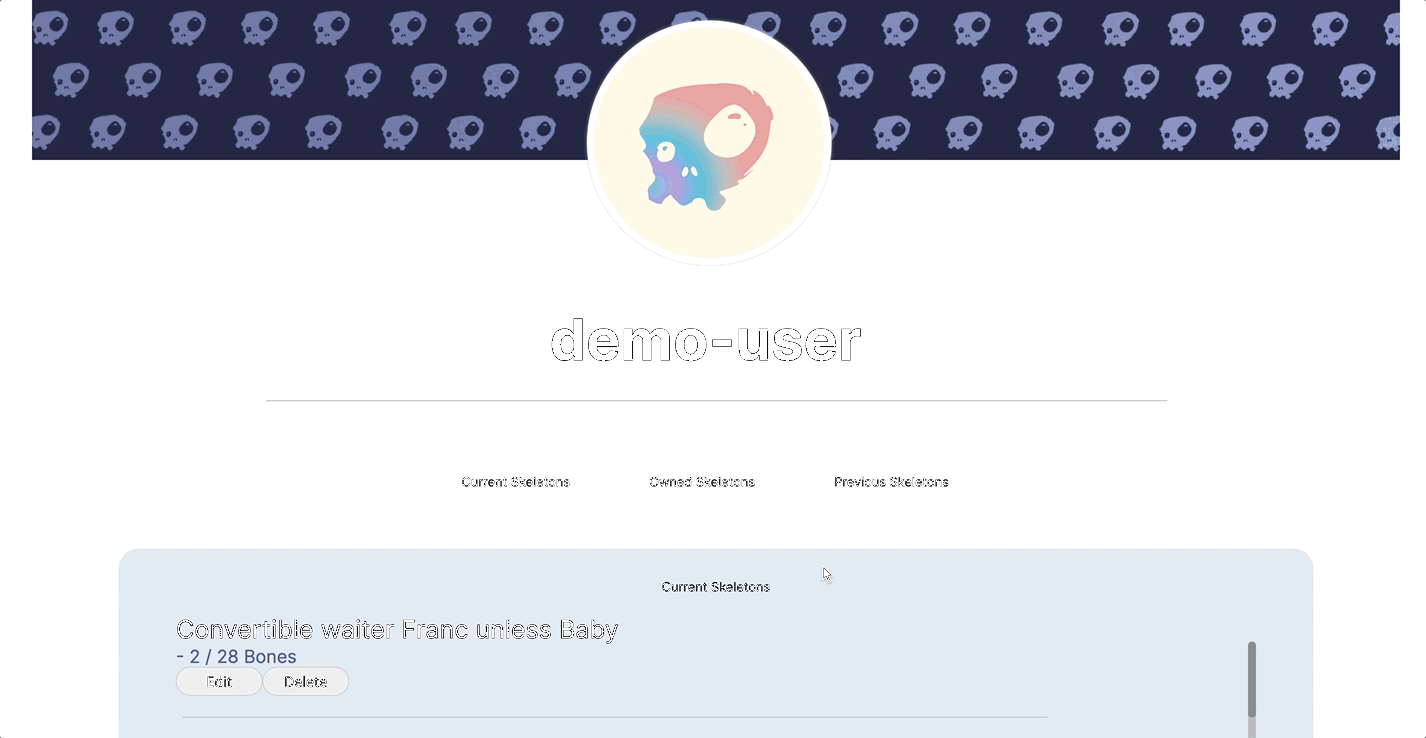 demo-user
Current Skeletons Owned Skeletons Previous Skeletons
Current Skeletons
Convertible waiter Franc unless Baby
- 2 / 28 Bones
Edit Delete